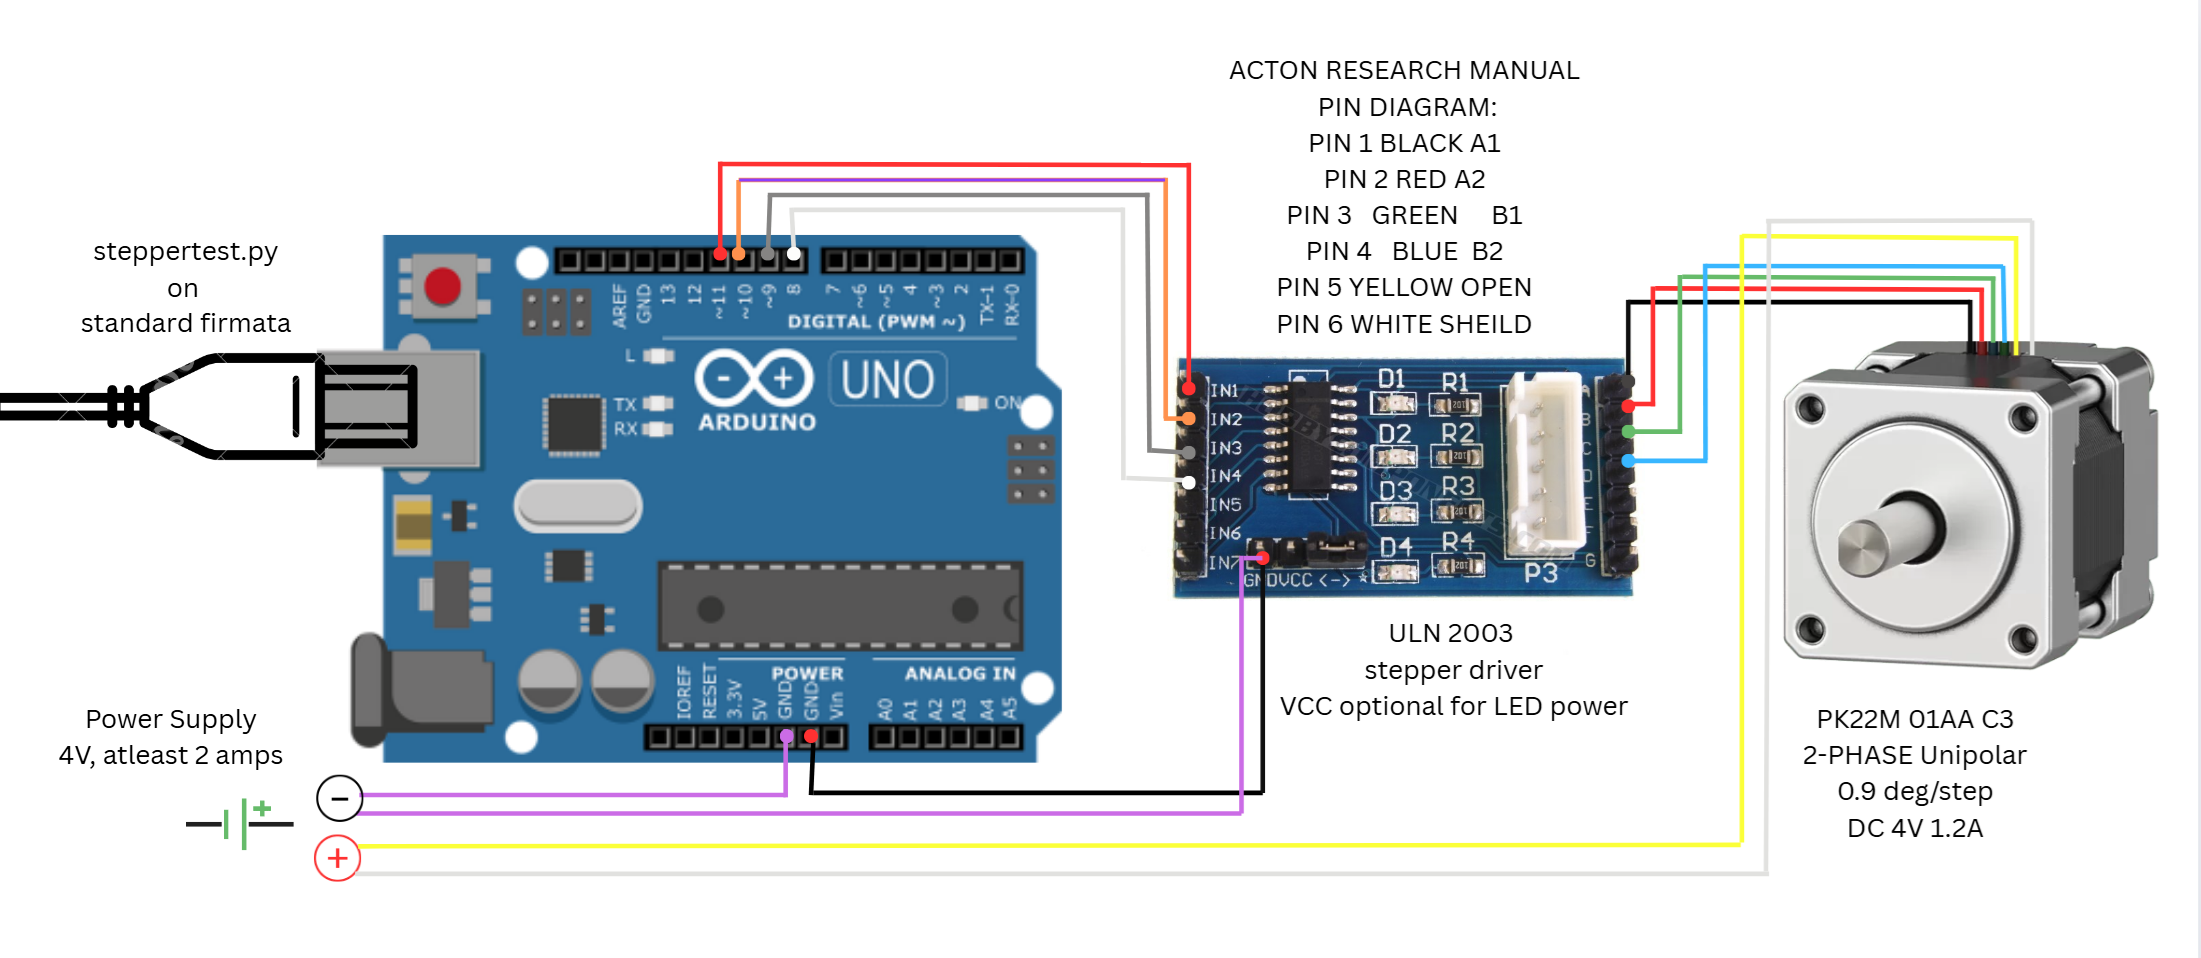 ACTON RESEARCH MANUAL
PIN DIAGRAM:
PIN 1 BLACK A1
PIN 2 RED A2
PIN 3 GREEN B1
PIN 4 BLUE B2
PIN 5 YELLOW OPEN
PIN 6 WHITE SHEILD
steppertest.py
on
standard firmata
AREF
GND
13
12
~11
~10
~9
8
7
~6
~5
4
~3
2
TX-1
RX-0
DIGITAL (PWM ~)
L
TX
RX
ARDUINO
UNO
ON
IN1
IN2
IN3
IN4
IN5
IN6
IN7
D1
R1
D2
R2
D3
R3
D4
R4
201
201
201
201
A
B
C
D
E
F
G
GND VCC <-> *
P3
ULN 2003
stepper driver
VCC optional for LED power
POWER
ANALOG IN
IOREF
RESET
3.3V
5V
GND
GND
Vin
A0
A1
A2
A3
A4
A5
Power Supply
4V, atleast 2 amps
−
+
+
PK22M 01AA C3
2-PHASE Unipolar
0.9 deg/step
DC 4V 1.2A